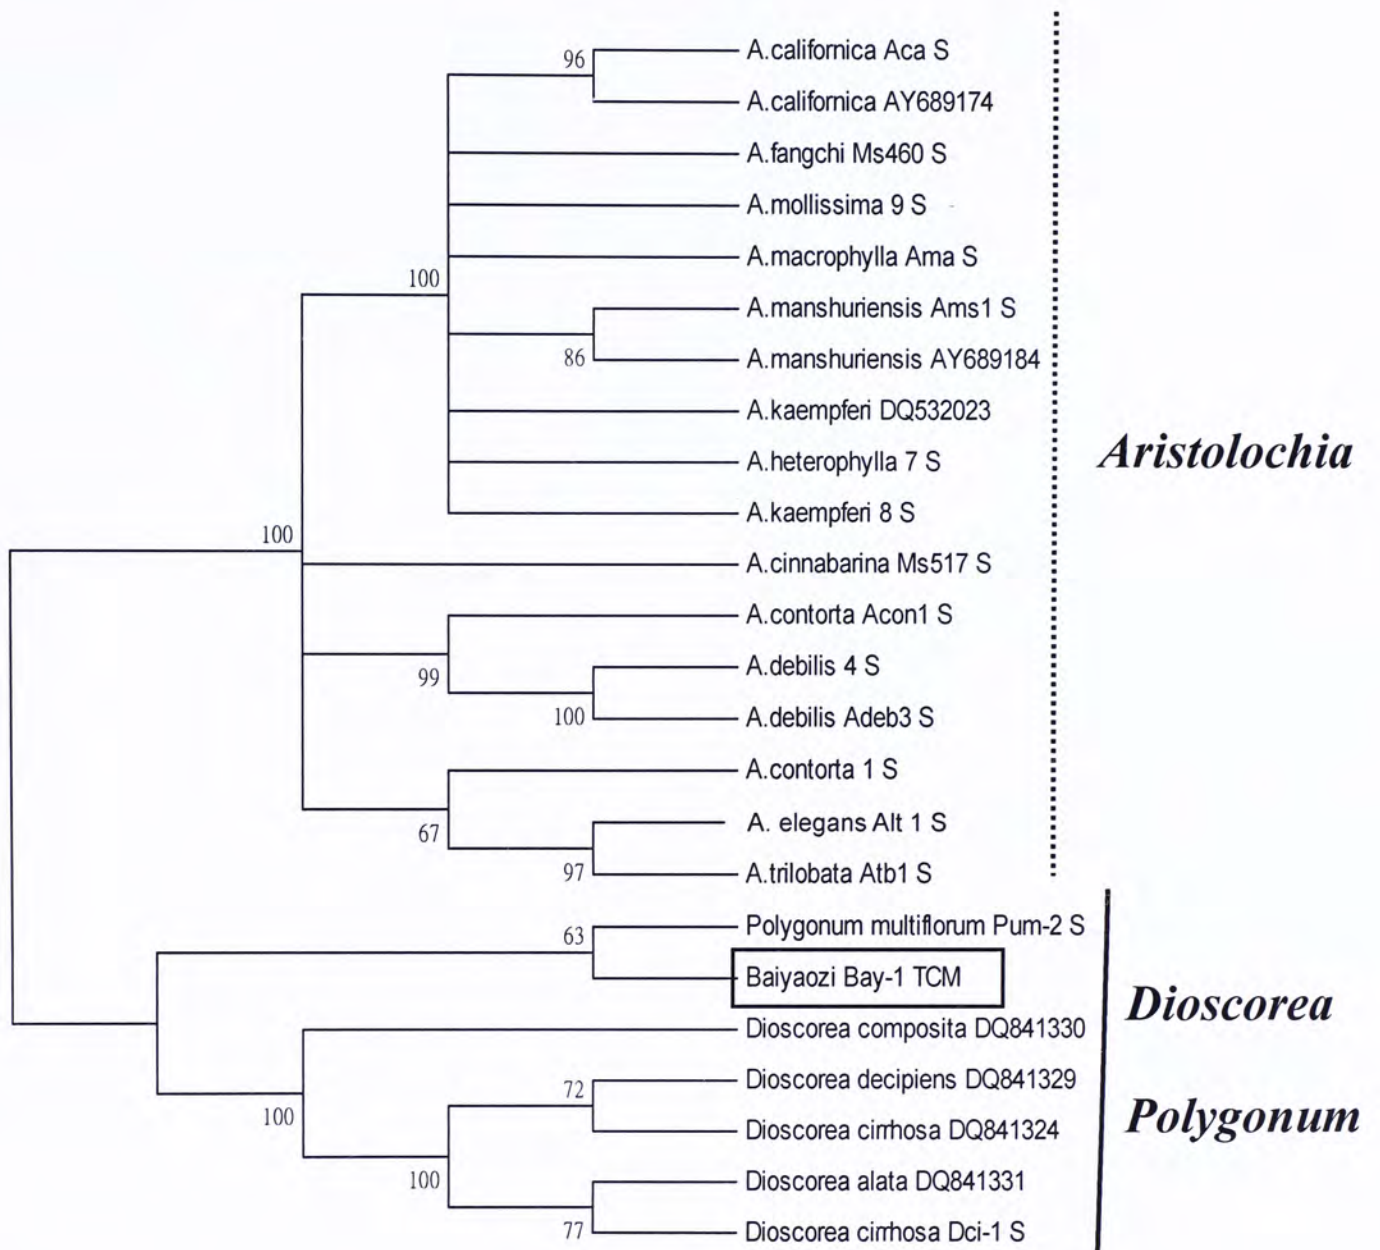 96
A.californica Aca S
A.californica AY689174
A.fangchi Ms460 S
A.mollissima 9 S
A.macrophylla Ama S
100
A.manshuriensis Ams1 S
86
A.manshuriensis AY689184
A.kaempferi DQ532023
A.heterophylla 7 S
Aristolochia
A.kaempferi 8 S
100
A.cinnabarina Ms517 S
A.contorta Acon1 S
A.debilis 4 S
99
100
A.debilis Adeb3 S
A.contorta 1 S
A. elegans Alt 1 S
67
97
A.trilobata Atb1 S
Polygonum multiflorum Pum-2 S
63
Baiyaozi Bay-1 TCM
Dioscorea
Dioscorea composita DQ841330
72
Dioscorea decipiens DQ841329
100
Polygonum
Dioscorea cirrhosa DQ841324
100
Dioscorea alata DQ841331
77
Dioscorea cirrhosa Dci-1 S